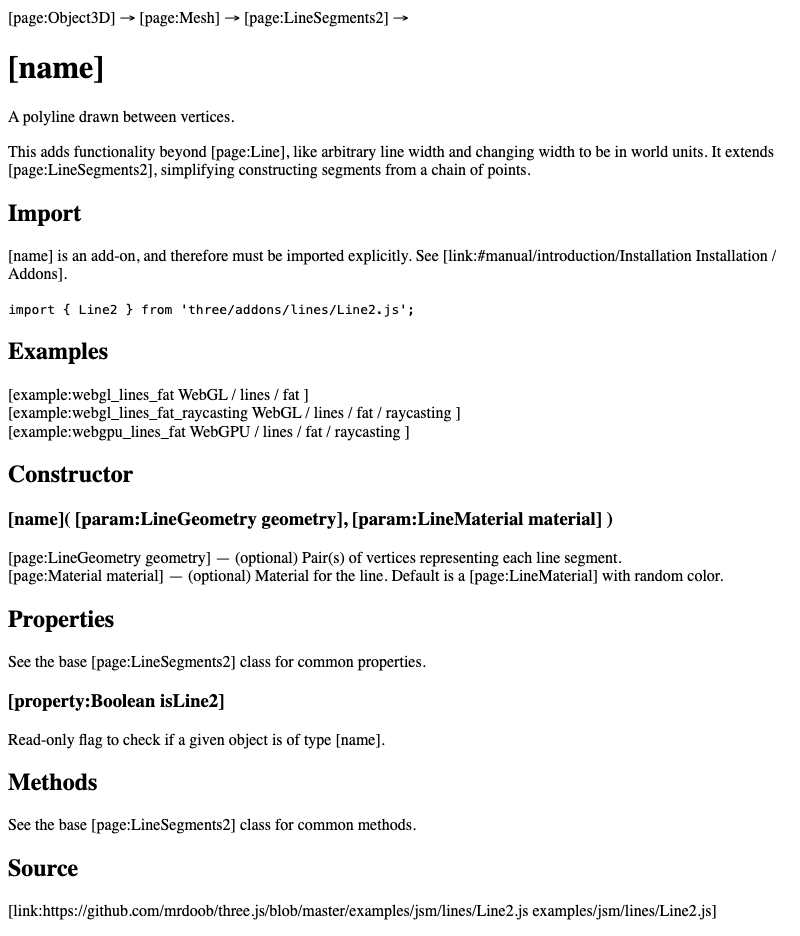 [page:Object3D] → [page:Mesh] → [page:LineSegments2] →
[name]
A polyline drawn between vertices.
This adds functionality beyond [page:Line], like arbitrary line width and changing width to be in world units. It extends
[page:LineSegments2], simplifying constructing segments from a chain of points.
Import
[name] is an add-on, and therefore must be imported explicitly. See [link:#manual/introduction/Installation Installation /
Addons].
import { Line2 } from 'three/addons/lines/Line2.js';
Examples
[example:webgl_lines_fat WebGL / lines / fat ]
[example:webgl_lines_fat_raycasting WebGL / lines / fat / raycasting ]
[example:webgpu_lines_fat WebGPU / lines / fat / raycasting ]
Constructor
[name]( [param:LineGeometry geometry], [param:LineMaterial material] )
[page:LineGeometry geometry] — (optional) Pair(s) of vertices representing each line segment.
[page:Material material] — (optional) Material for the line. Default is a [page:LineMaterial] with random color.
Properties
See the base [page:LineSegments2] class for common properties.
[property:Boolean isLine2]
Read-only flag to check if a given object is of type [name].
Methods
See the base [page:LineSegments2] class for common methods.
Source
[link:https://github.com/mrdoob/three.js/blob/master/examples/jsm/lines/Line2.js examples/jsm/lines/Line2.js]